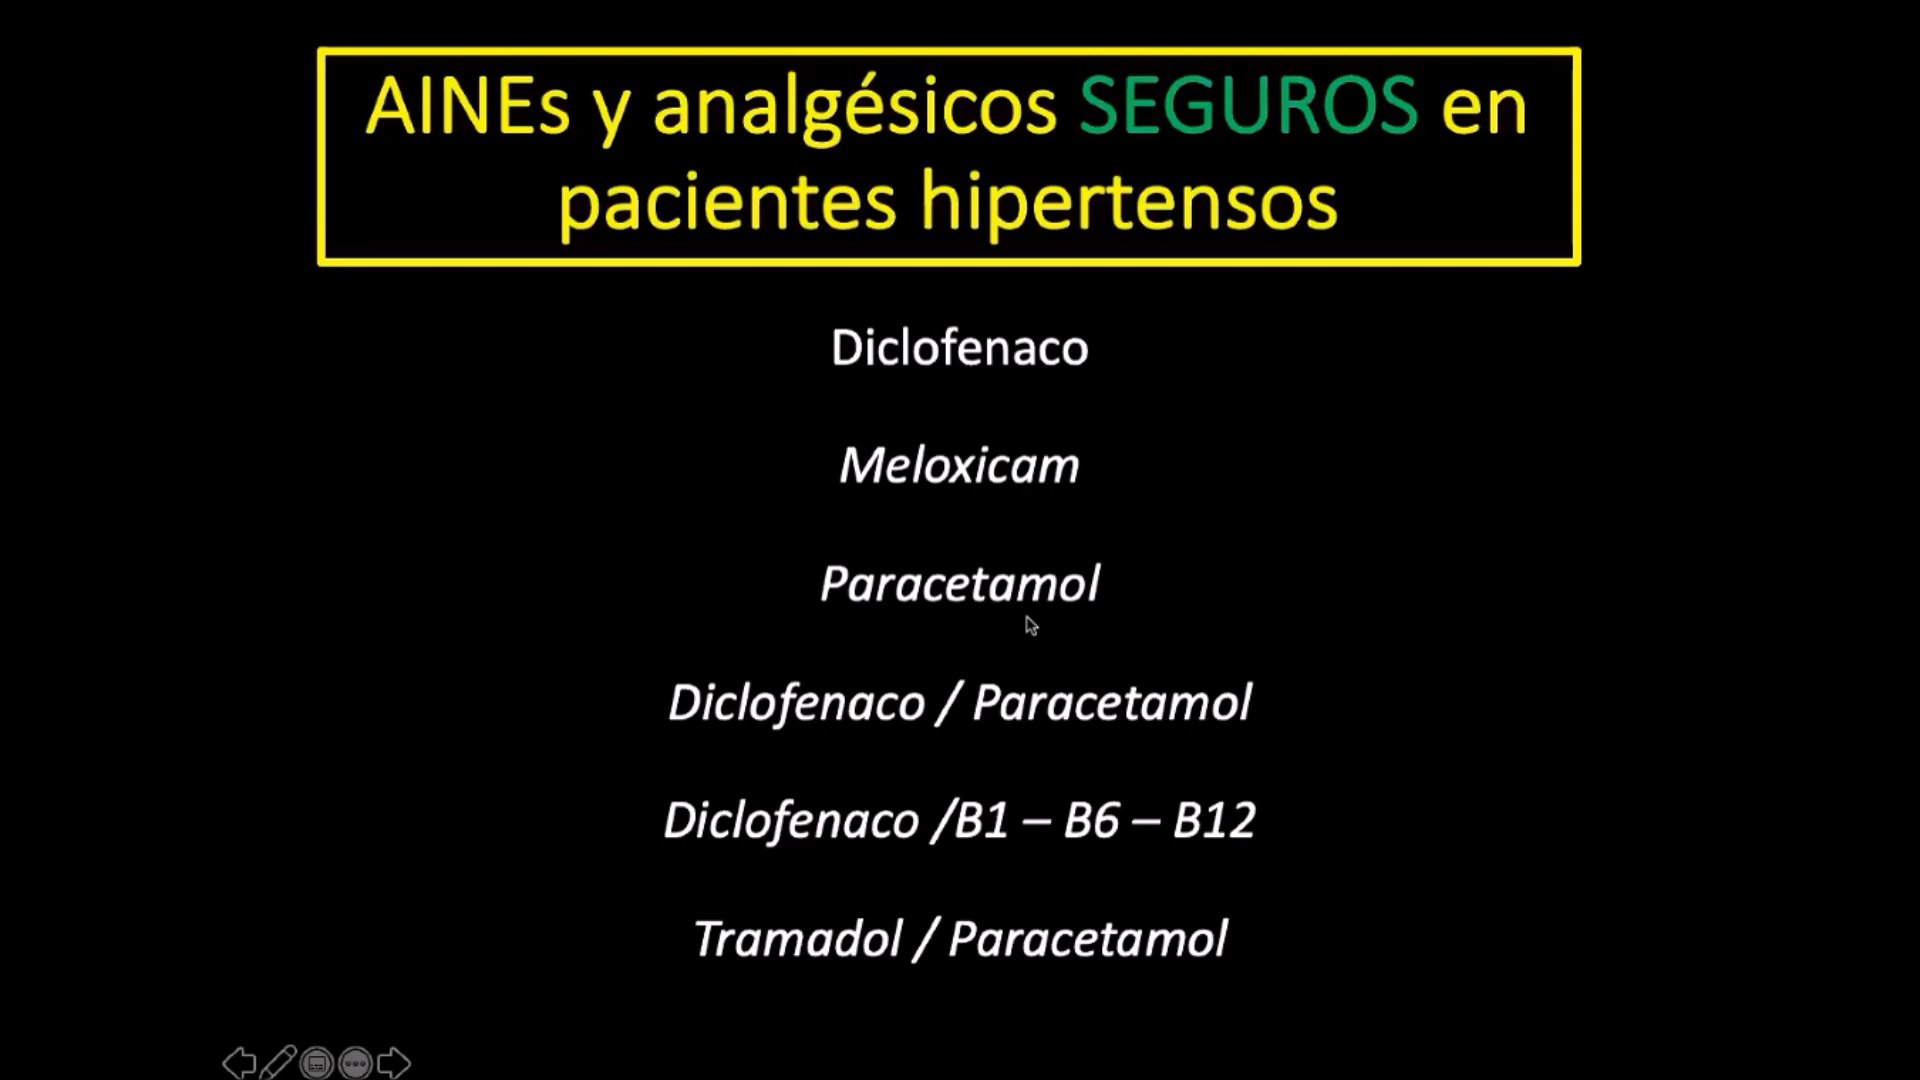 AINEs y analgésicos SEGUROS en
pacientes hipertensos
Diclofenaco
Meloxicam
Paracetamol
Diclofenaco / Paracetamol
Diclofenaco /B1 – B6 – B12
Tramadol / Paracetamol